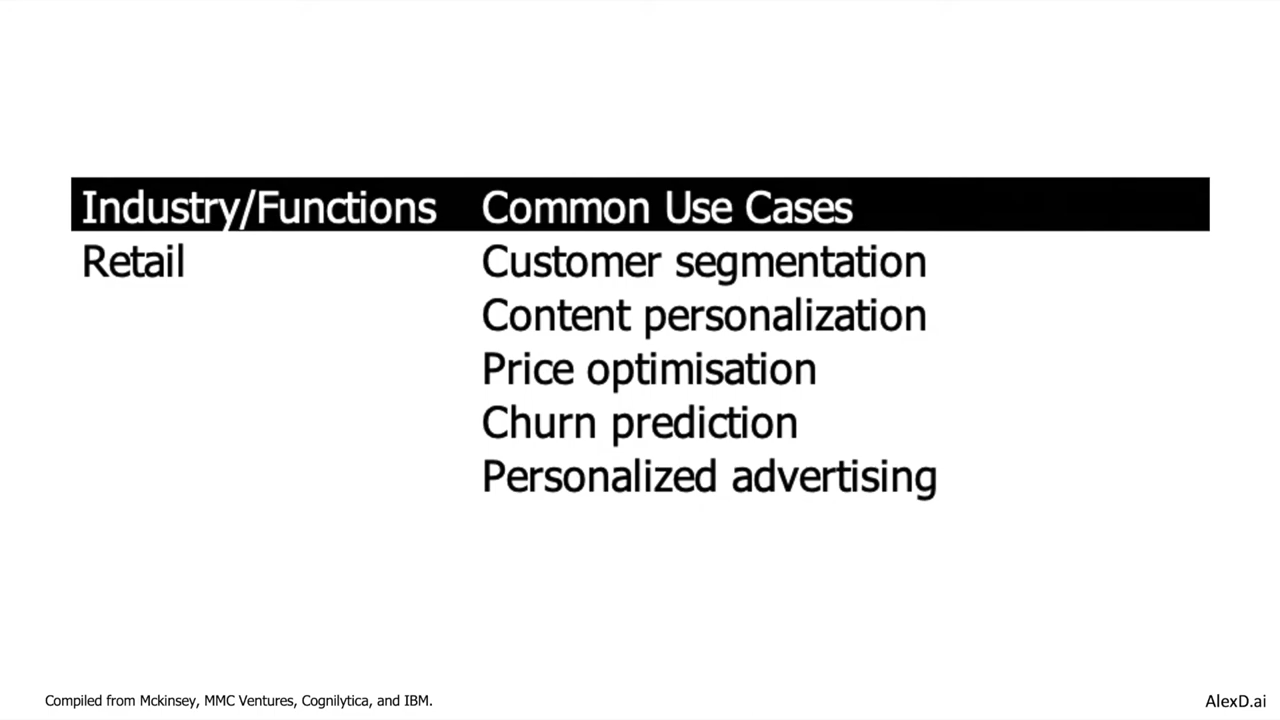 Industry/Functions Common Use Cases
Retail Customer segmentation
Content personalization
Price optimisation
Churn prediction
Personalized advertising
Compiled from Mckinsey, MMC Ventures, Cognilytica, and IBM.
AlexD.ai